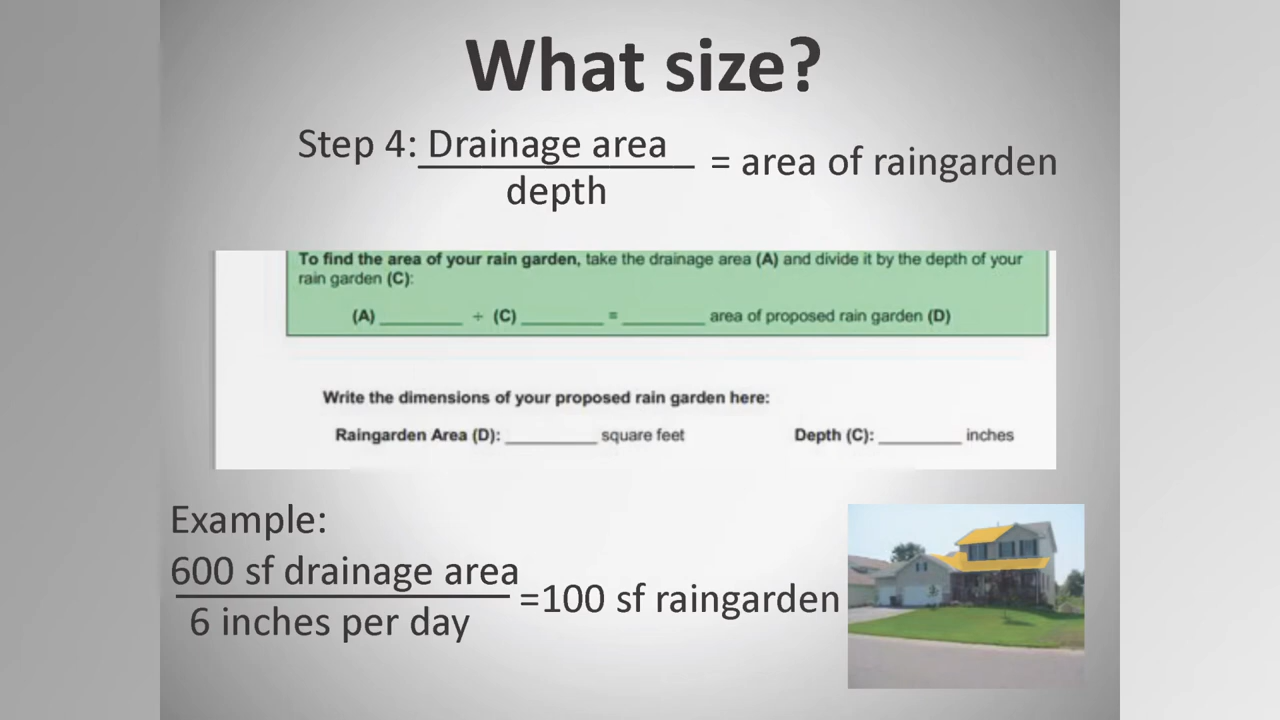 What size?
Step 4: Drainage area
depth
= area of raingarden
To find the area of your rain garden, take the drainage area (A) and divide it by the depth of your
rain garden (C):
(A) ________ ÷ (C) ________ = ________ area of proposed rain garden (D)
Write the dimensions of your proposed rain garden here:
Raingarden Area (D): _________ square feet Depth (C): ________ inches
Example:
600 sf drainage area
6 inches per day
=100 sf raingarden